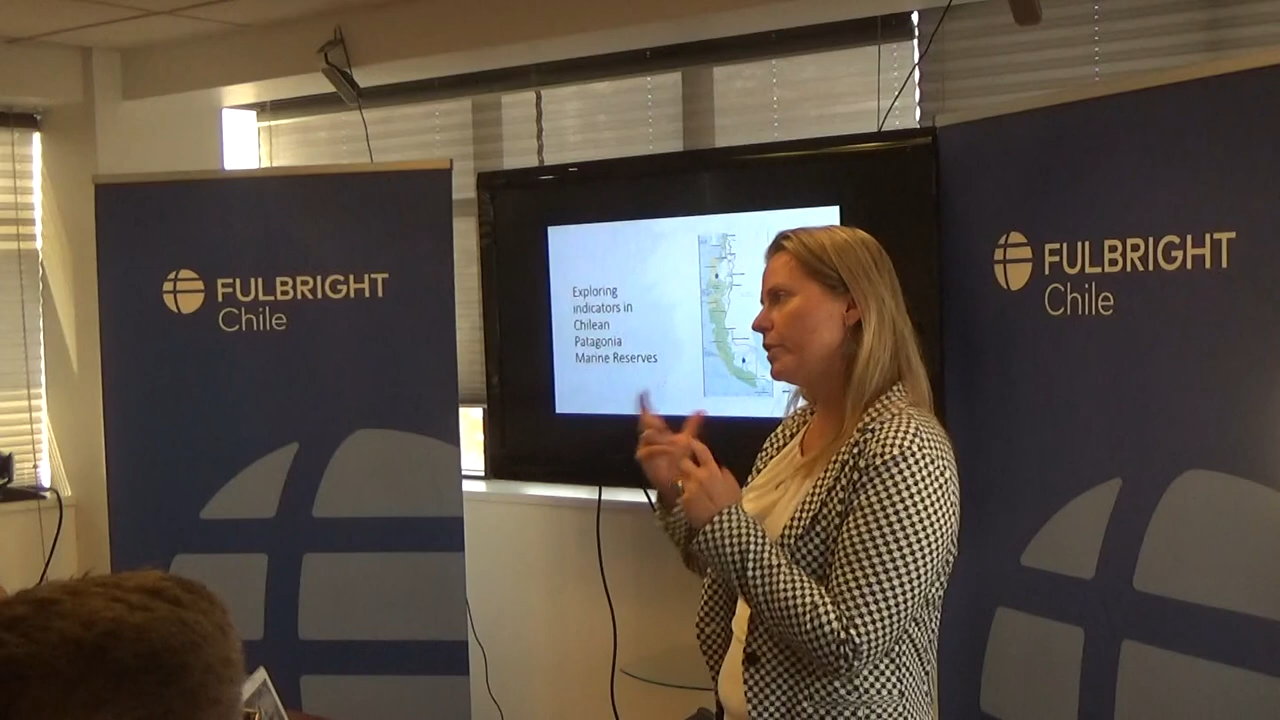 FULBRIGHT
Chile
Exploring
indicators in
Chilean
Patagonia
Marine Reserves
FULBRIGHT
Chile